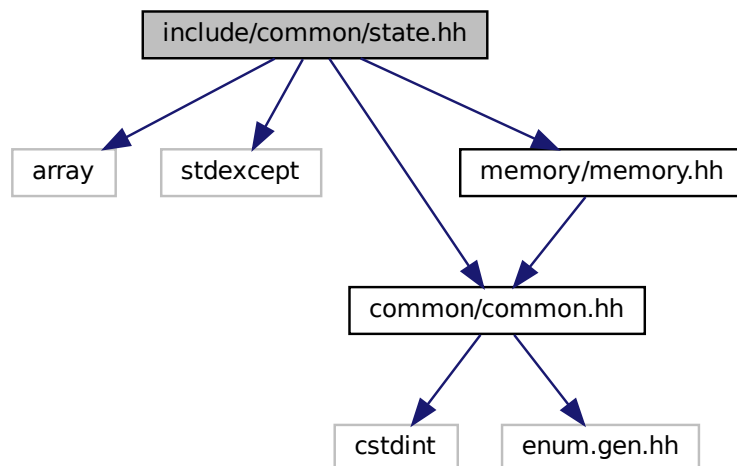 include/common/state.hh
array
stdexcept
memory/memory.hh
common/common.hh
cstdint
enum.gen.hh